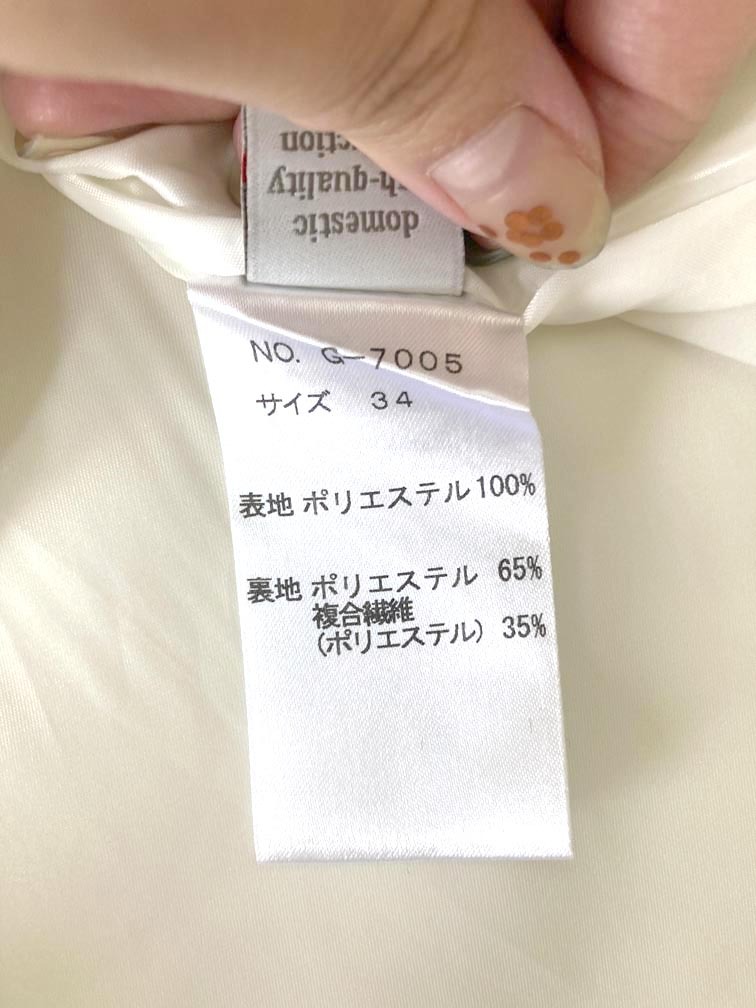 domestic
-quality
NO. G-7005
サイズ 34
表地 ポリエステル100%
裏地 ポリエステル 65%
複合繊維
(ポリエステル) 35%